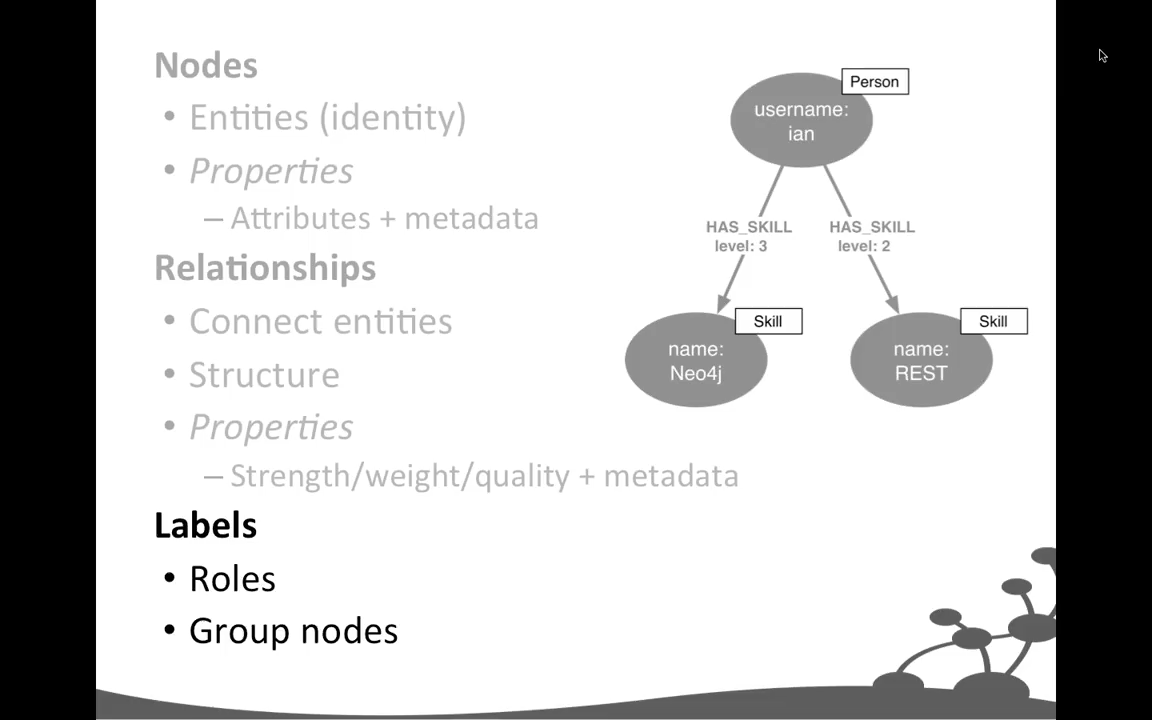 Nodes
• Entities (identity)
• Properties
– Attributes + metadata
Relationships
• Connect entities
• Structure
• Properties
– Strength/weight/quality + metadata
Labels
• Roles
• Group nodes
Person
username:
ian
HAS_SKILL
level: 3
HAS_SKILL
level: 2
Skill
name:
Neo4j
Skill
name:
REST